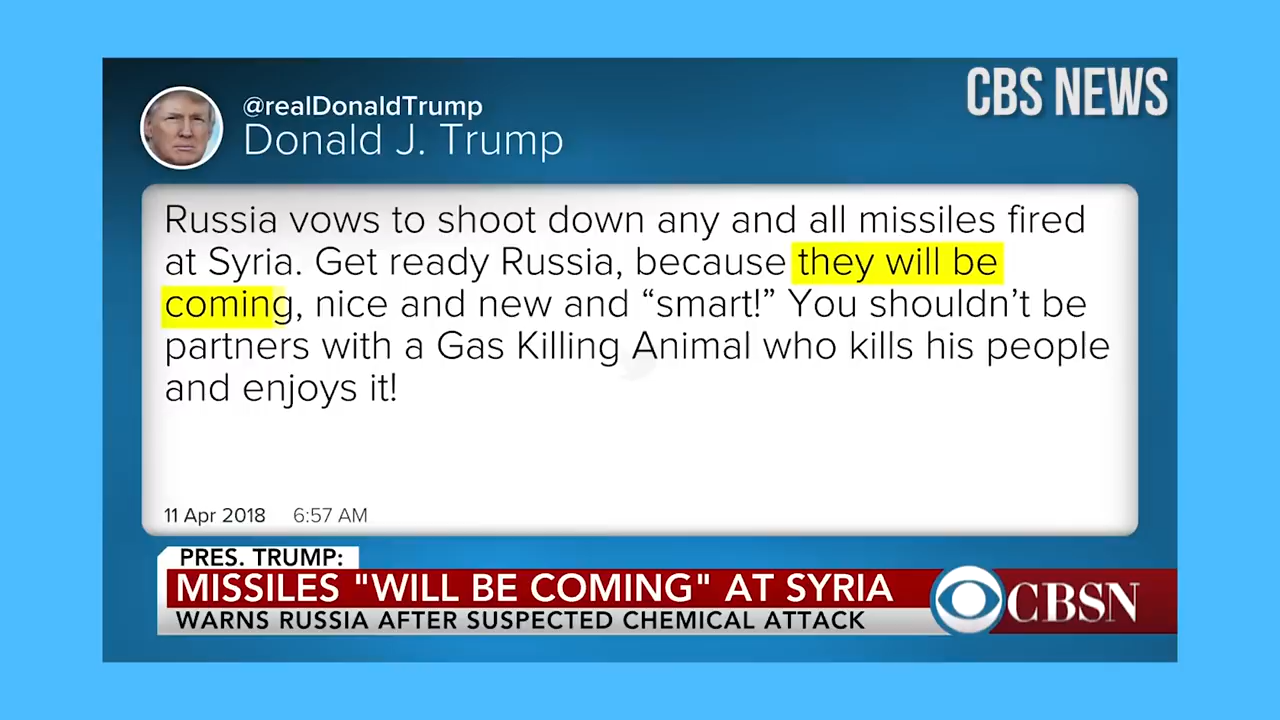 CBS NEWS
@realDonaldTrump
Donald J. Trump
Russia vows to shoot down any and all missiles fired
at Syria. Get ready Russia, because they will be
coming, nice and new and “smart!” You shouldn’t be
partners with a Gas Killing Animal who kills his people
and enjoys it!
11 Apr 2018 6:57 AM
PRES. TRUMP:
MISSILES "WILL BE COMING" AT SYRIA
WARNS RUSSIA AFTER SUSPECTED CHEMICAL ATTACK
CBSN